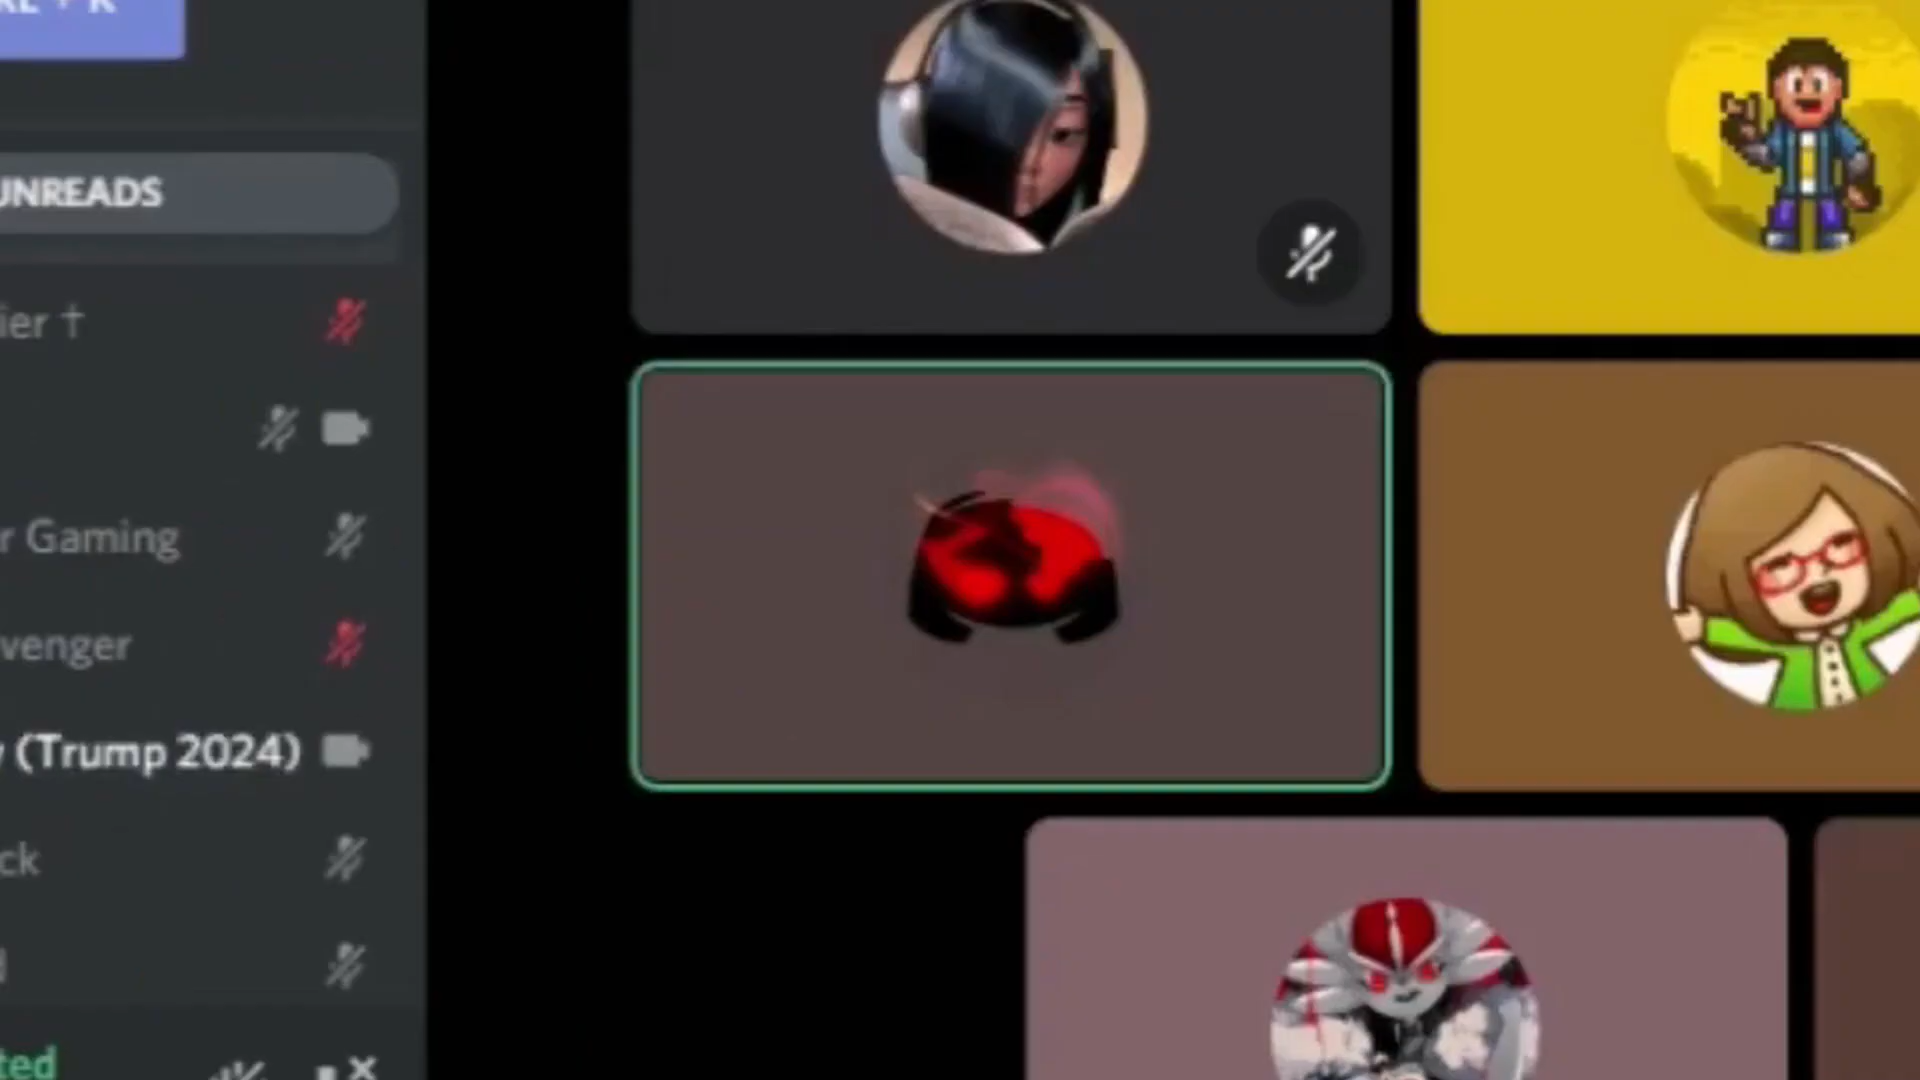 UNREADS
ier †
r Gaming
venger
(Trump 2024)
ck
ted